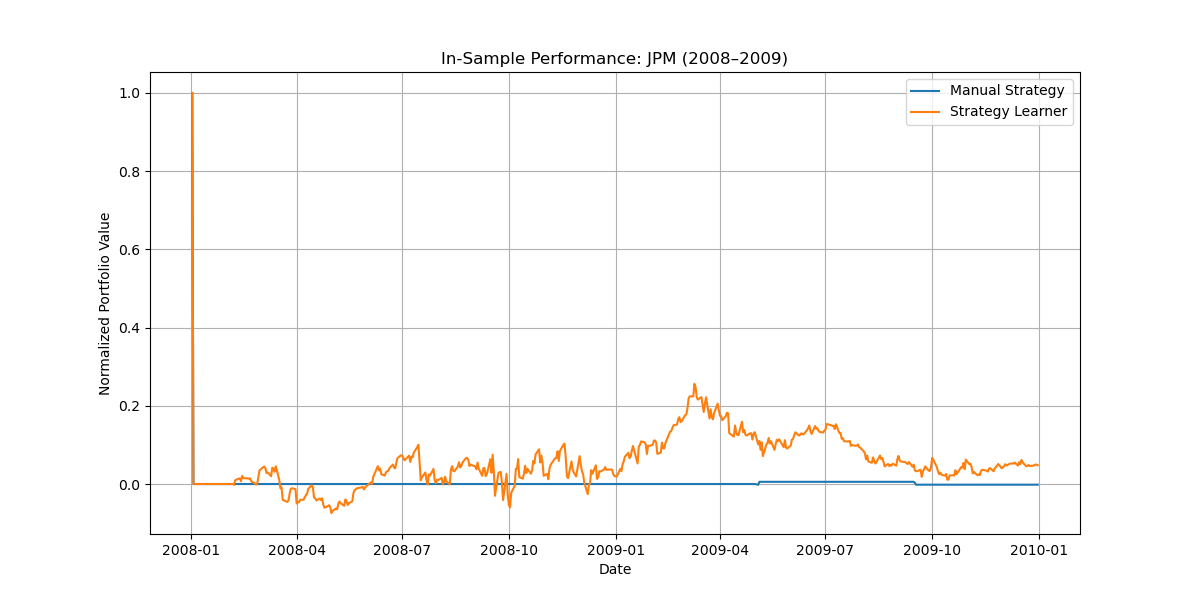 In-Sample Performance: JPM (2008–2009)
Manual Strategy
Strategy Learner
Normalized Portfolio Value
1.0
0.8
0.6
0.4
0.2
0.0
2008-01 2008-04 2008-07 2008-10 2009-01 2009-04 2009-07 2009-10 2010-01
Date